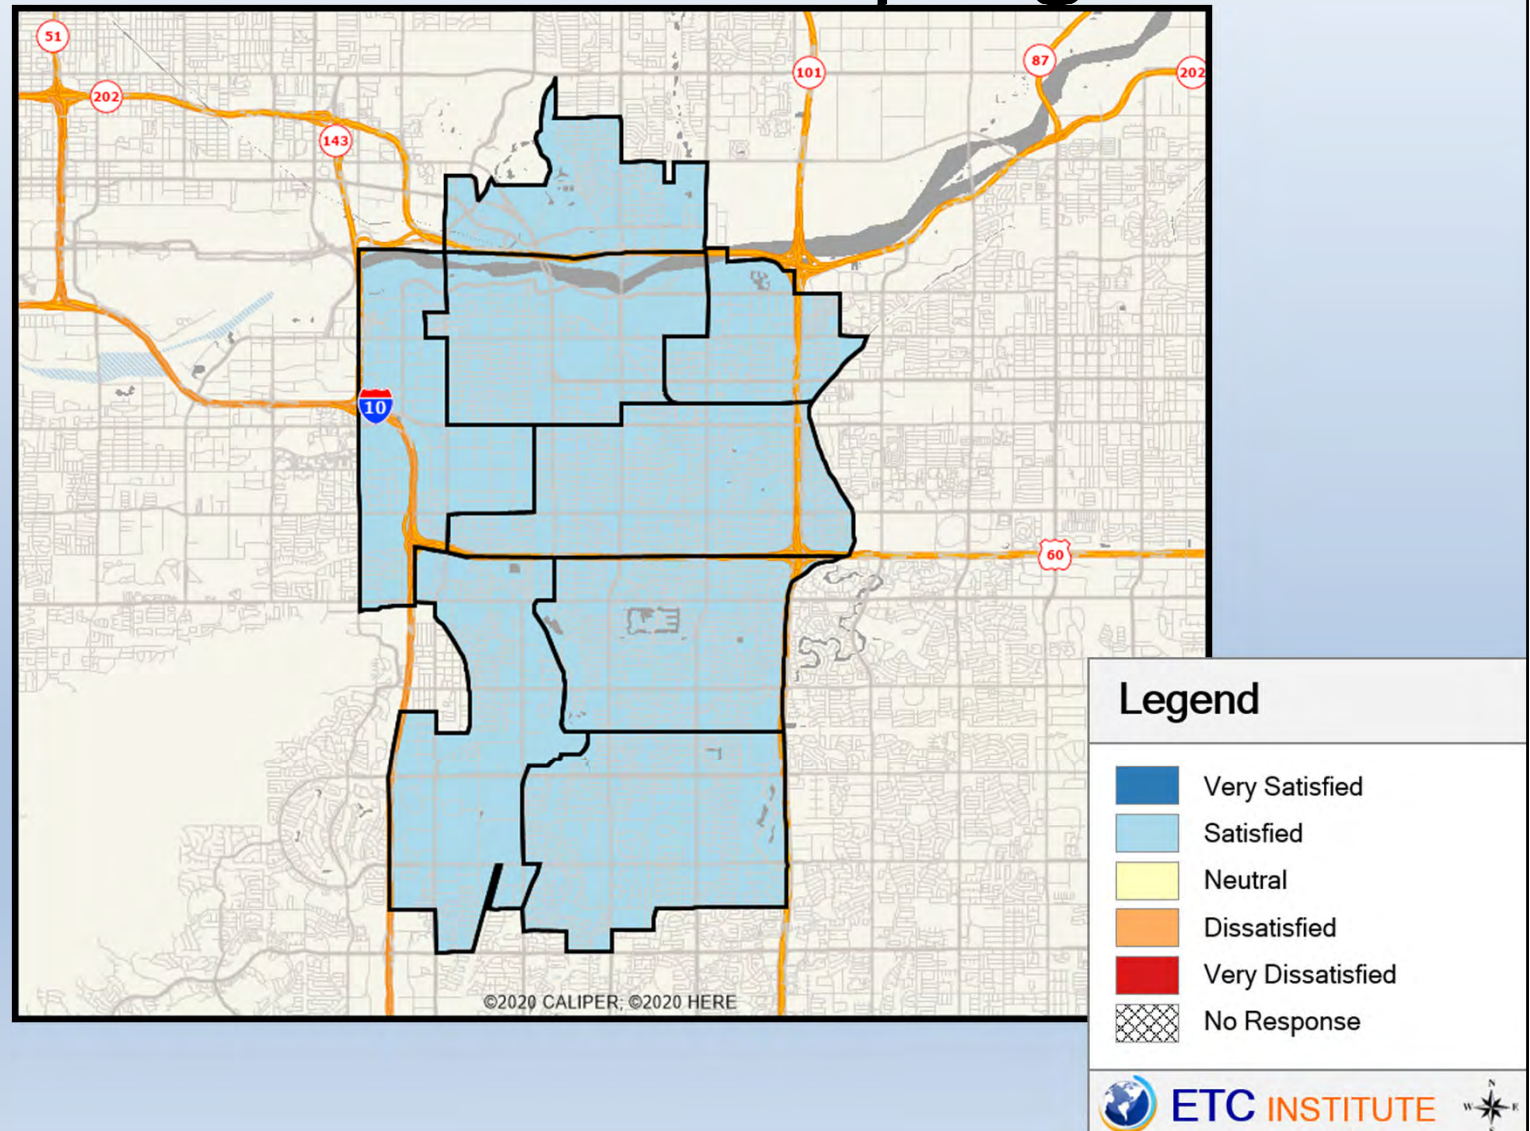 51
202
143
101
87
202
10
60
©2020 CALIPER; ©2020 HERE
Legend
Very Satisfied
Satisfied
Neutral
Dissatisfied
Very Dissatisfied
No Response
ETC INSTITUTE
N
W E
S